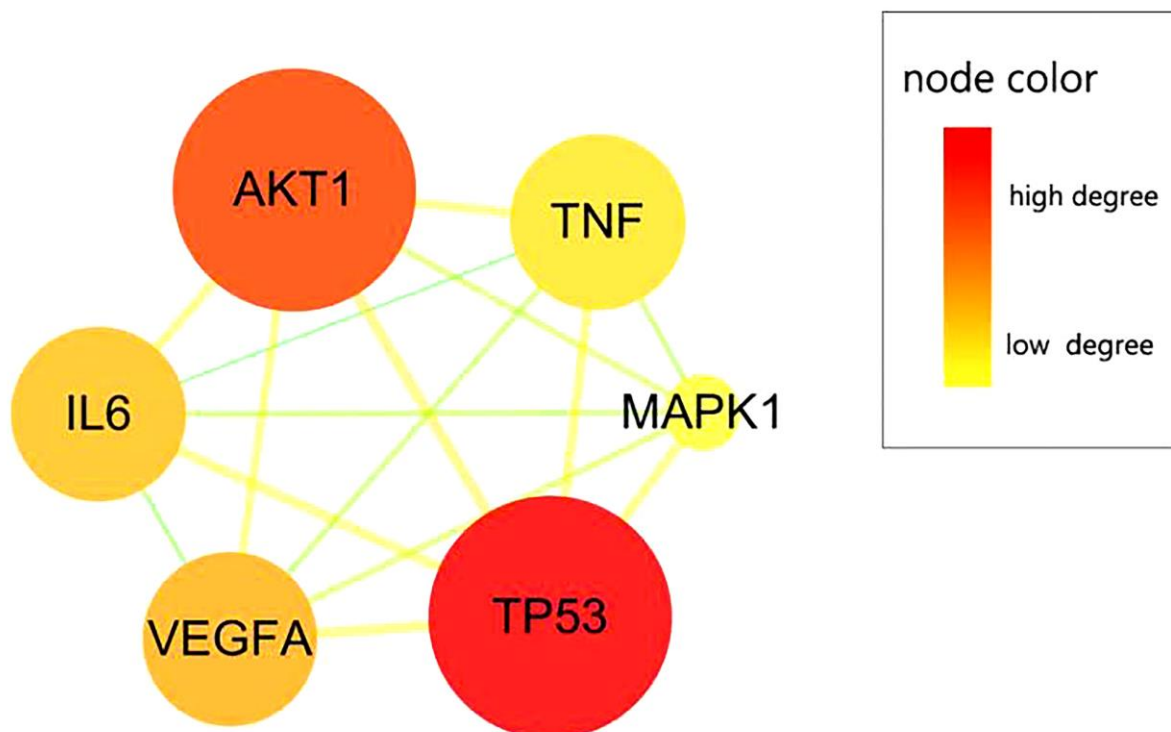 AKT1
TNF
IL6
MAPK1
VEGFA
TP53
node color
high degree
low degree